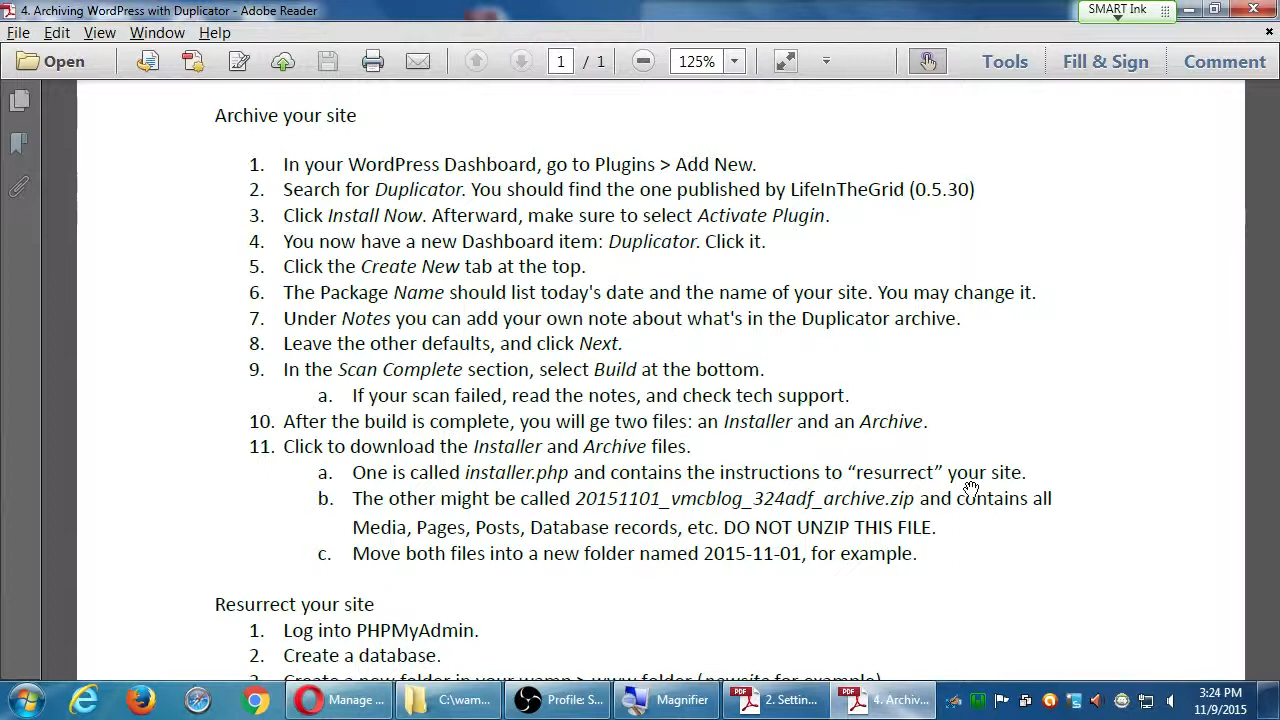 4. Archiving WordPress with Duplicator - Adobe Reader
SMART Ink
File Edit View Window Help
Open 1 / 1 125% Tools Fill & Sign Comment
Archive your site
1. In your WordPress Dashboard, go to Plugins > Add New.
2. Search for Duplicator. You should find the one published by LifeInTheGrid (0.5.30)
3. Click Install Now. Afterward, make sure to select Activate Plugin.
4. You now have a new Dashboard item: Duplicator. Click it.
5. Click the Create New tab at the top.
6. The Package Name should list today's date and the name of your site. You may change it.
7. Under Notes you can add your own note about what's in the Duplicator archive.
8. Leave the other defaults, and click Next.
9. In the Scan Complete section, select Build at the bottom.
a. If your scan failed, read the notes, and check tech support.
10. After the build is complete, you will ge two files: an Installer and an Archive.
11. Click to download the Installer and Archive files.
a. One is called installer.php and contains the instructions to “resurrect” your site.
b. The other might be called 20151101_vmcblog_324adf_archive.zip and contains all
Media, Pages, Posts, Database records, etc. DO NOT UNZIP THIS FILE.
c. Move both files into a new folder named 2015-11-01, for example.
Resurrect your site
1. Log into PHPMyAdmin.
2. Create a database.
3. Create a new folder in your wamp > www folder (newsite for example)
Manage ... C:\wam... Profile: S... Magnifier 2. Settin... 4. Archiv...
3:24 PM
11/9/2015